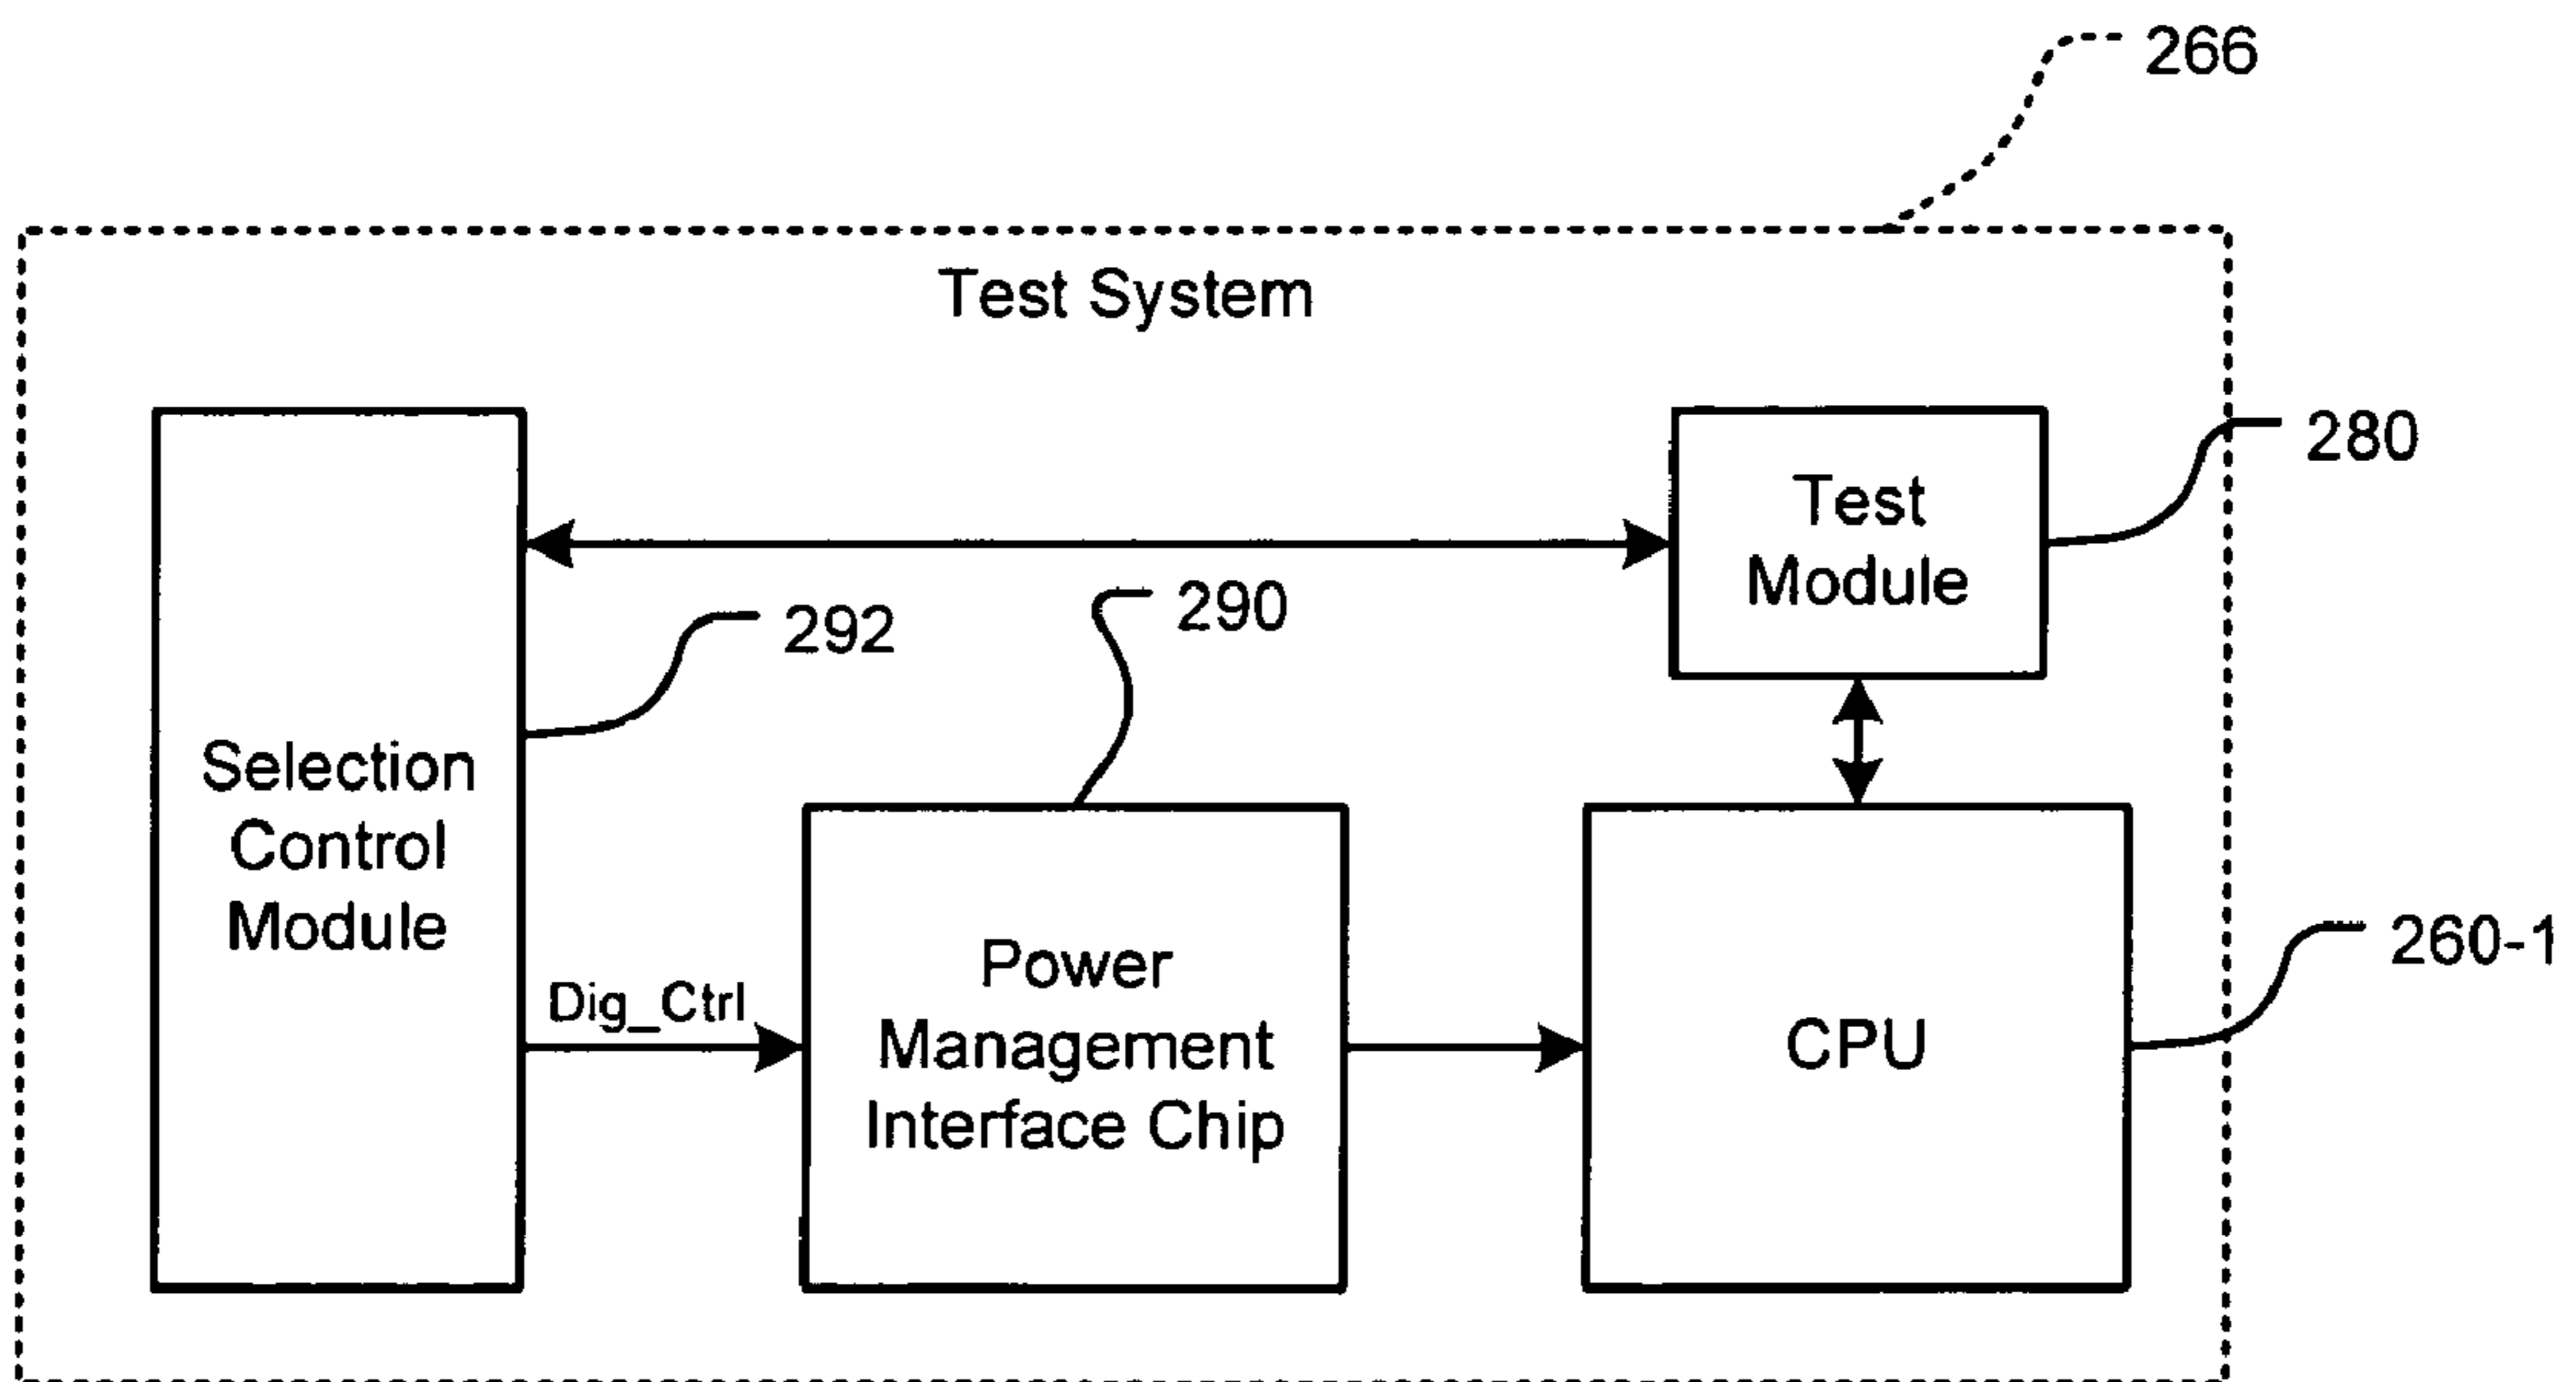 266
Test System
280
Test
Module
290
292
Selection
Control
Module
Dig_Ctrl
Power
Management
Interface Chip
CPU
260-1